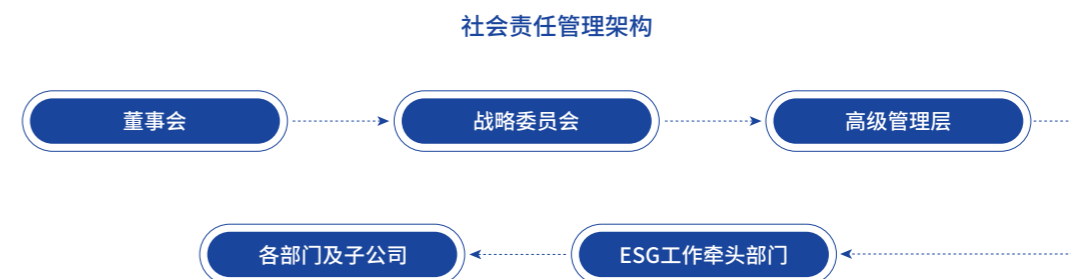 社会责任管理架构
董事会
战略委员会
高级管理层
ESG工作牵头部门
各部门及子公司